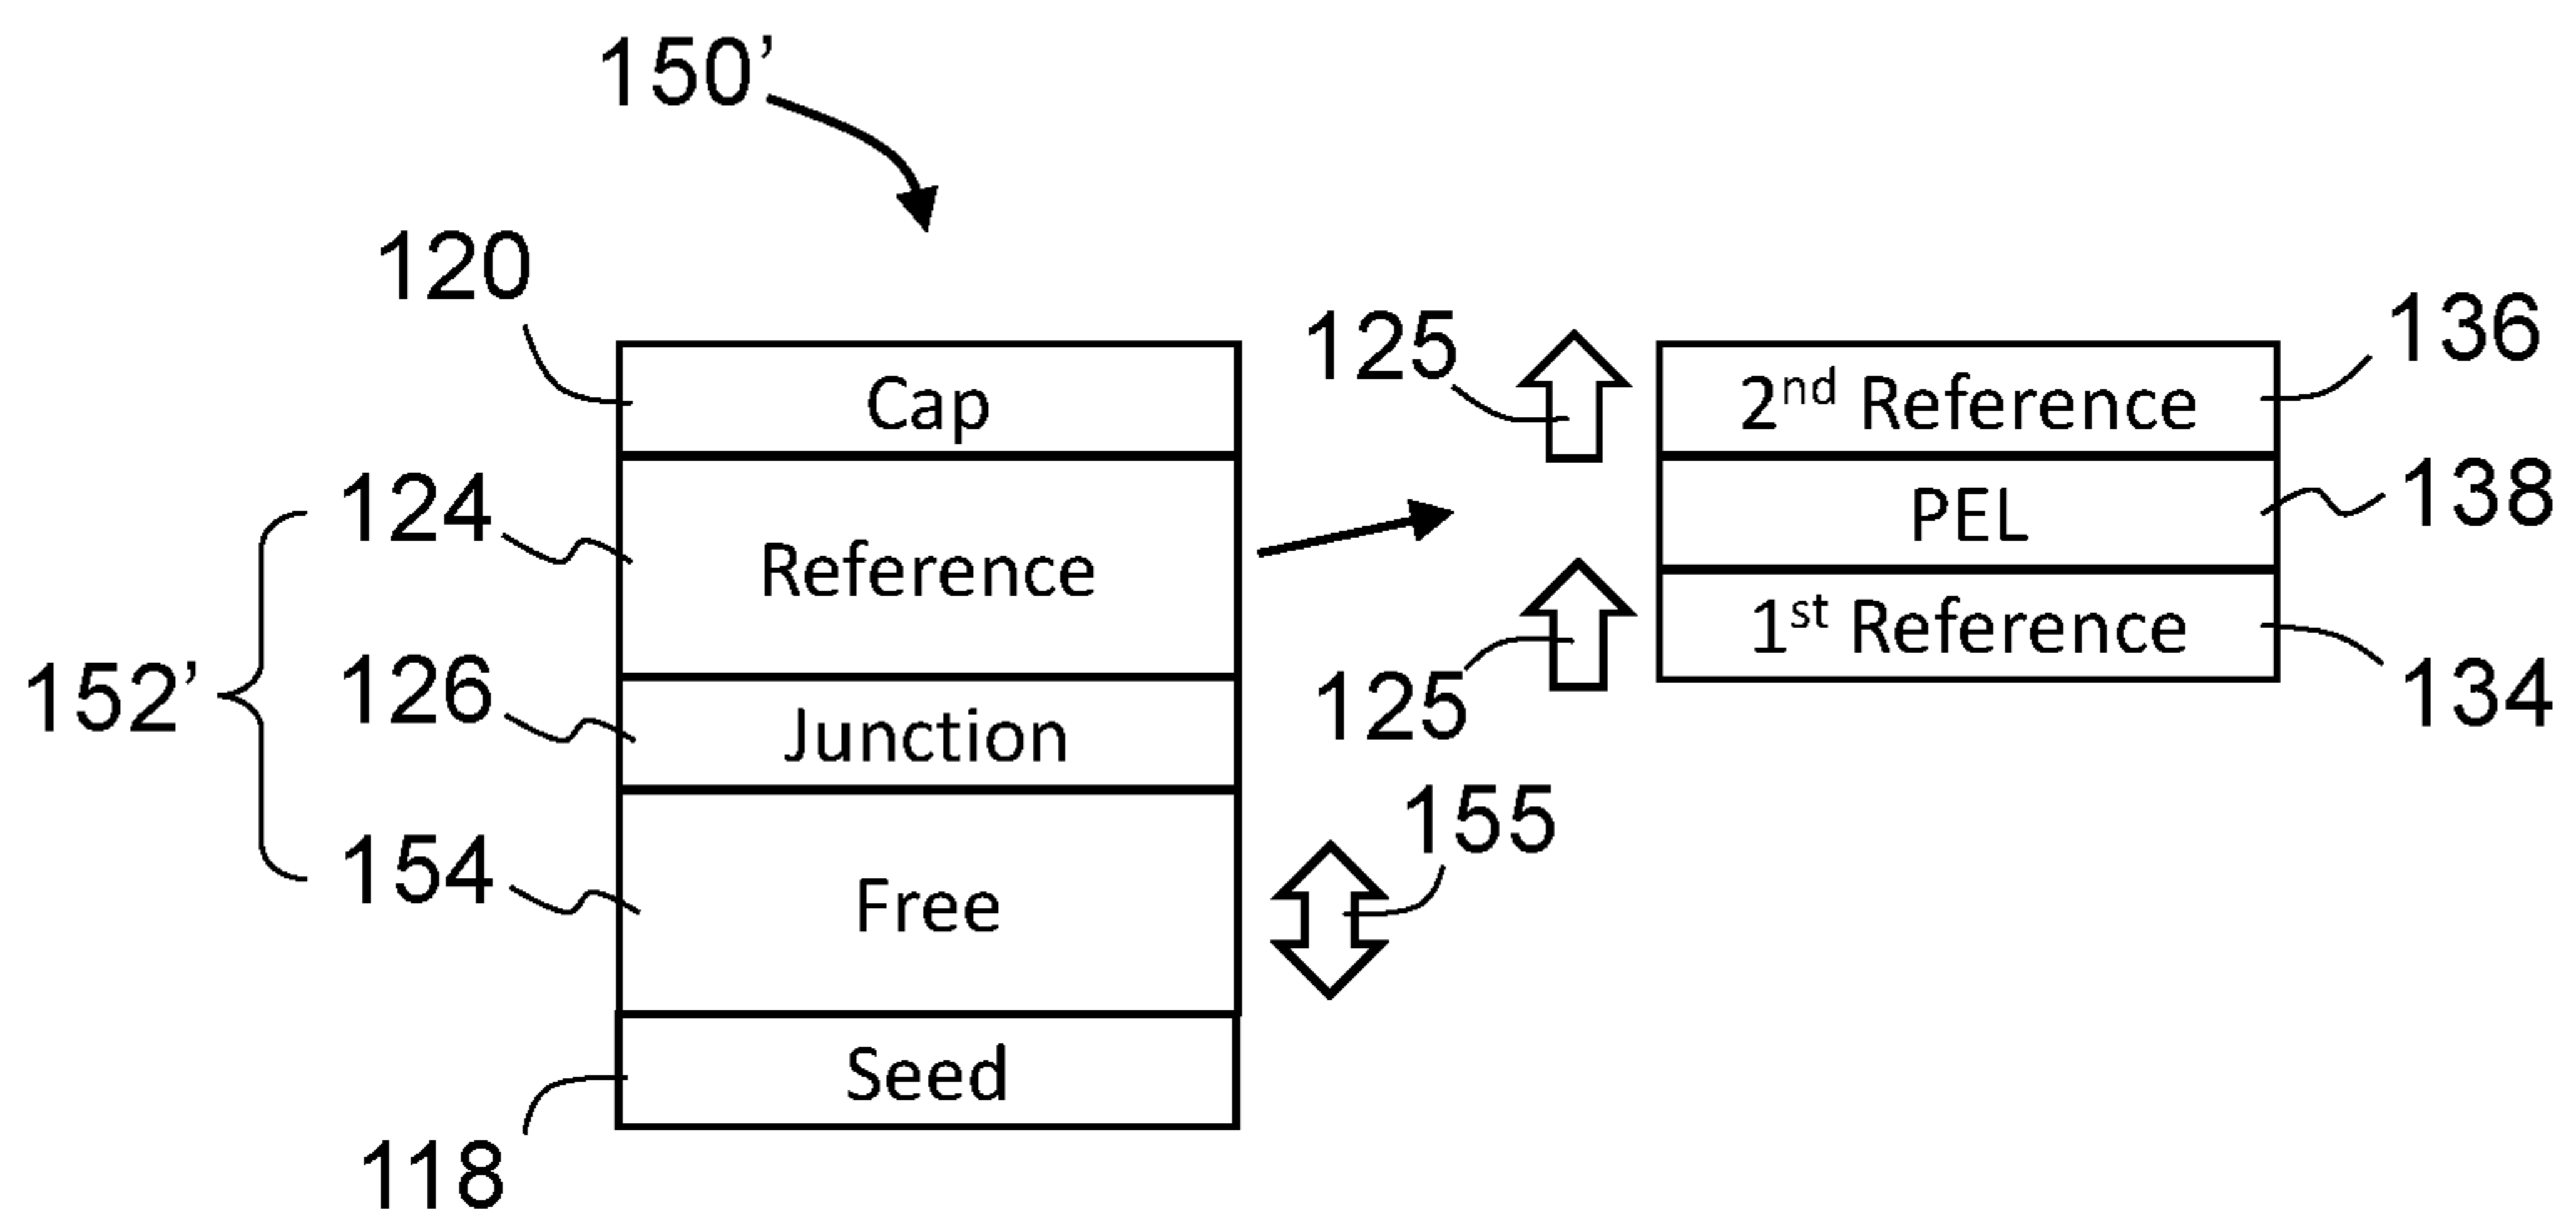 150’
120
Cap
125
2nd Reference
136
124
Reference
PEL
138
152’
126
Junction
125
1st Reference
134
154
Free
155
Seed
118